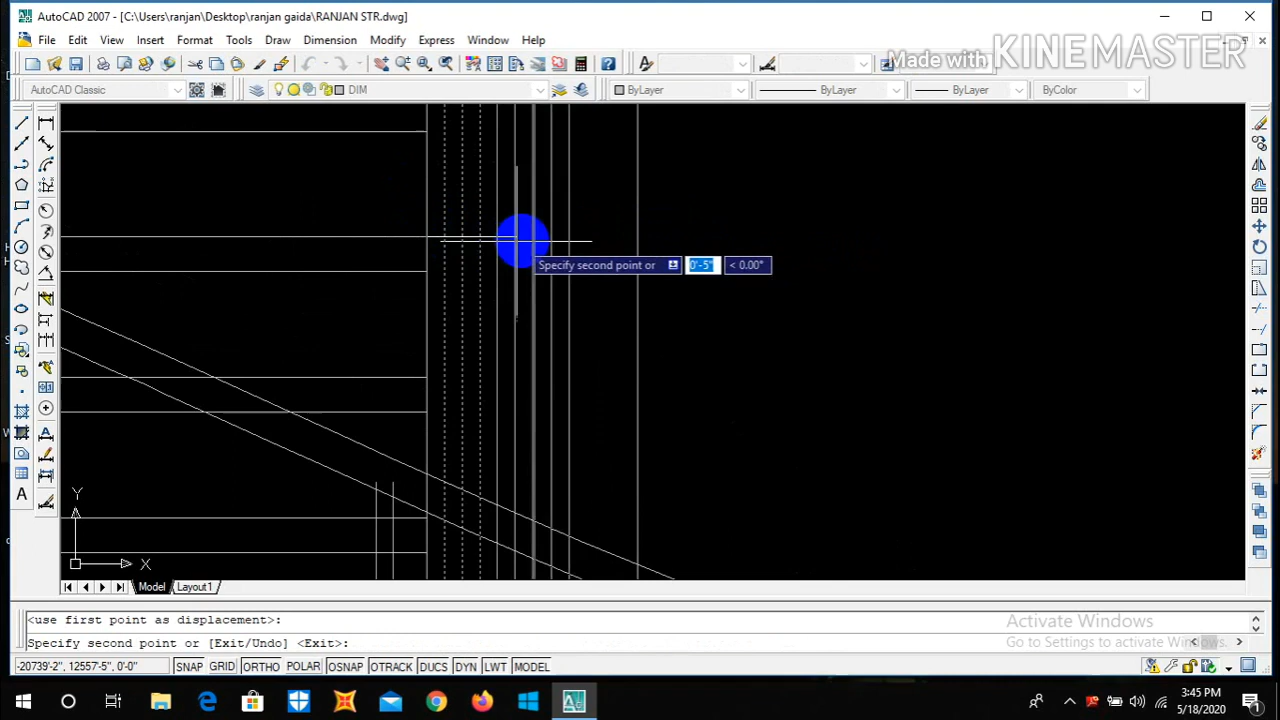 AutoCAD 2007 - [C:\Users\ranjan\Desktop\ranjan gaida\RANJAN STR.dwg]
File Edit View Insert Format Tools Draw Dimension Modify Express Window Help
Made with KINEMASTER
AutoCAD Classic DIM ByLayer ByLayer ByLayer ByColor
Specify second point or 0'-5" < 0.00°
Y
X
Model Layout1
<use first point as displacement>:
Activate Windows
Specify second point or [Exit/Undo] <Exit>:
Go to Settings to activate Windows.
-20739'-2", 12557'-5", 0'-0" SNAP GRID ORTHO POLAR OSNAP OTRACK DUCS DYN LWT MODEL
3:45 PM
5/18/2020